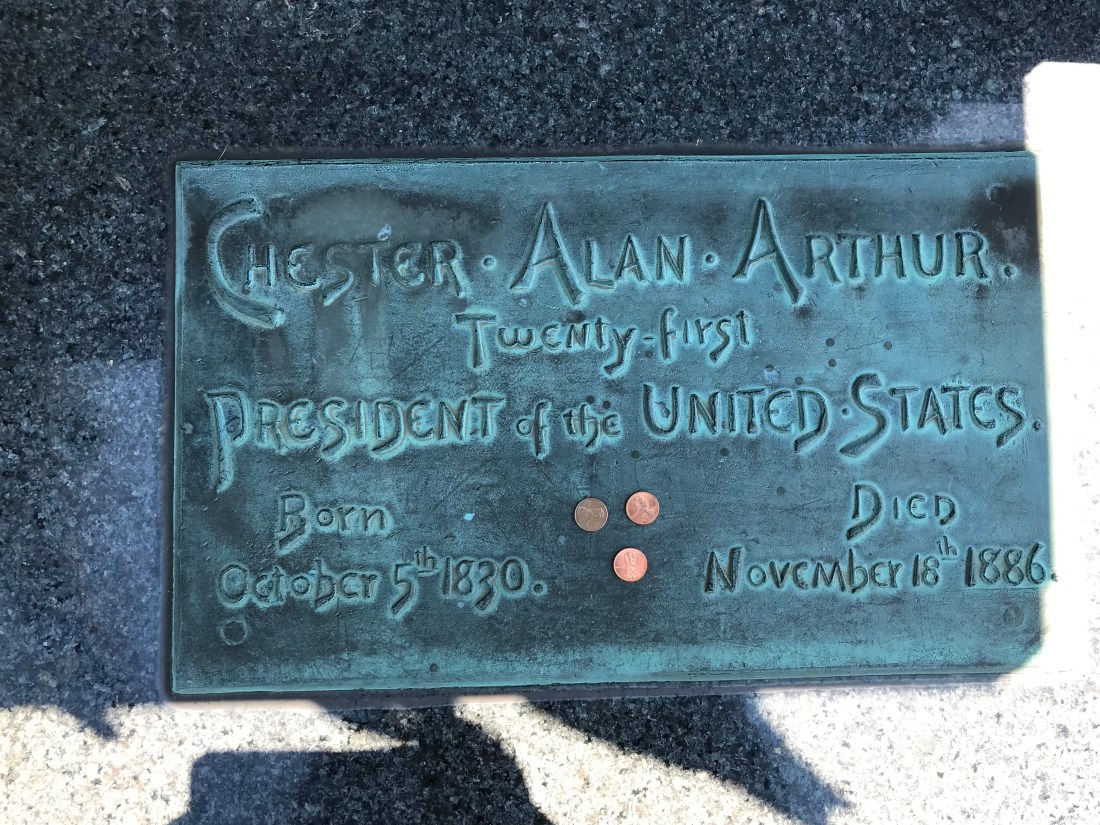 CHESTER · ALAN · ARTHUR.
TWENTY-first
PRESIDENT of the UNITED · STATES.
Born
October 5th 1830.
DIED
November 18th 1886.